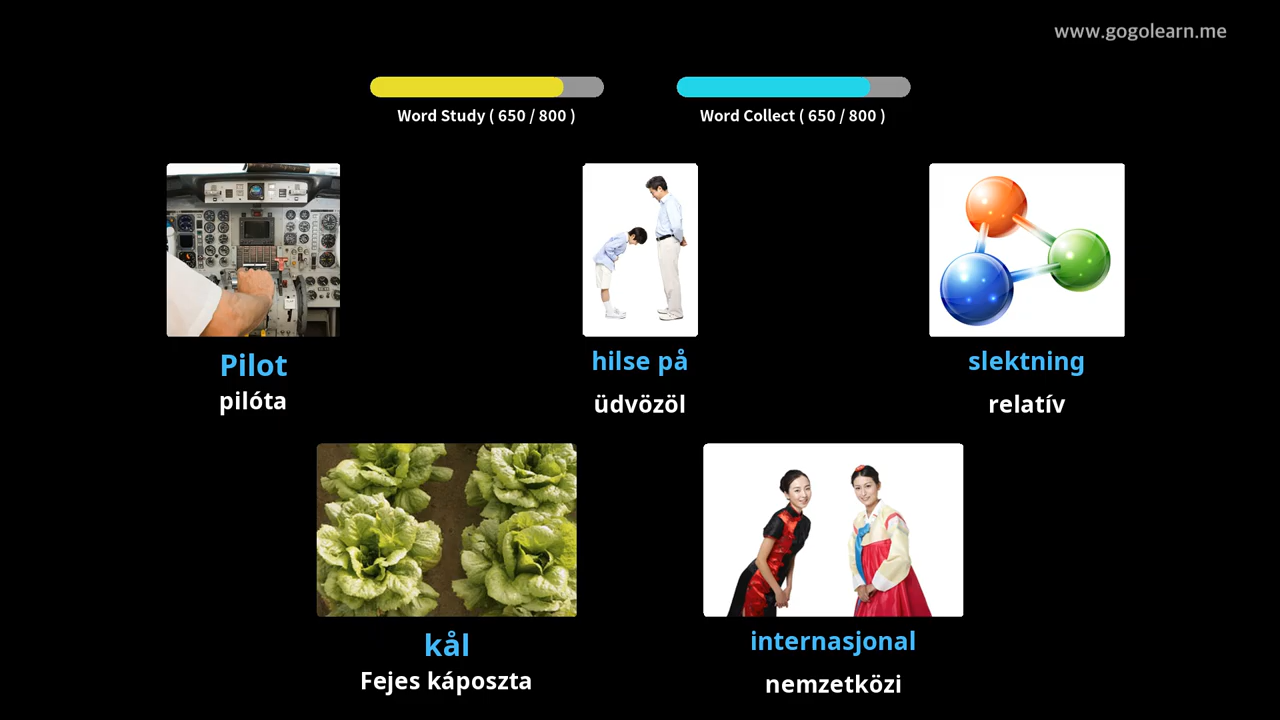 www.gogolearn.me
Word Study ( 650 / 800 )
Word Collect ( 650 / 800 )
Pilot
pilóta
hilse på
üdvözöl
slektning
relatív
kål
Fejes káposzta
internasjonal
nemzetközi